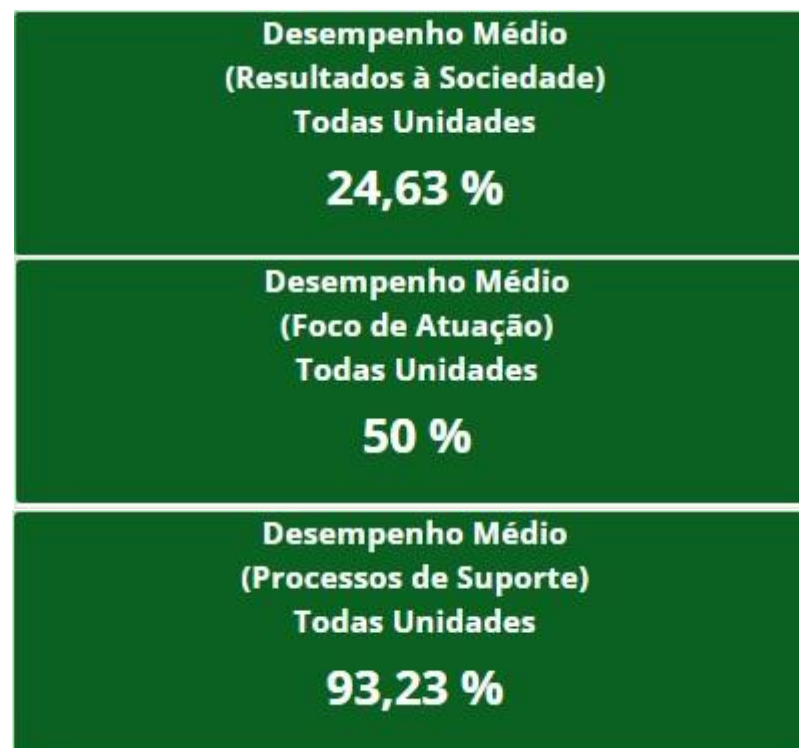 Desempenho Médio
(Resultados à Sociedade)
Todas Unidades
24,63 %
Desempenho Médio
(Foco de Atuação)
Todas Unidades
50 %
Desempenho Médio
(Processos de Suporte)
Todas Unidades
93,23 %